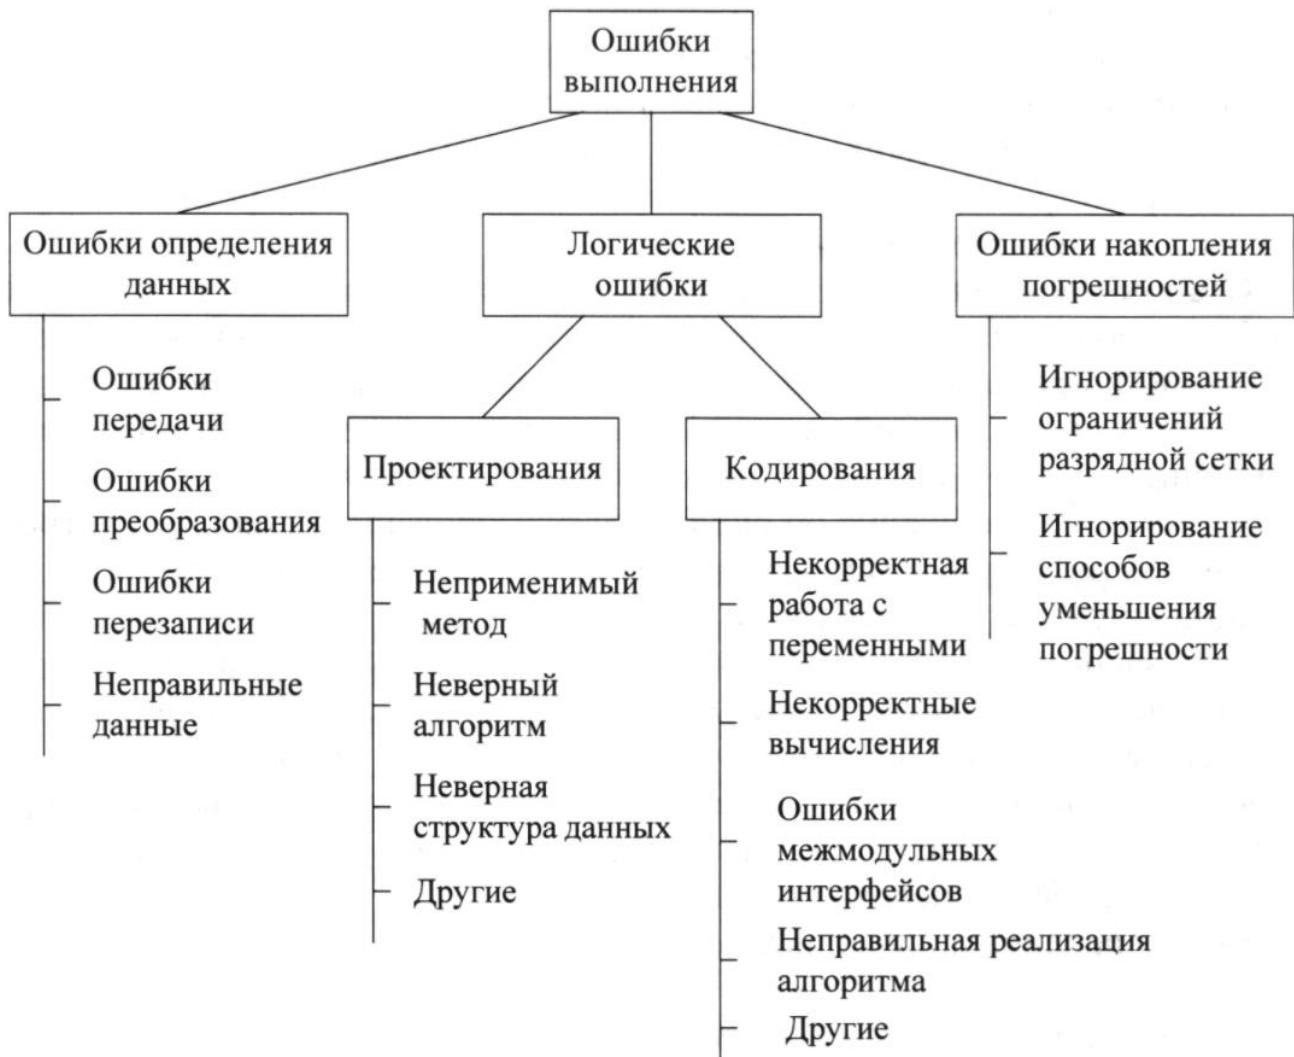 Ошибки
выполнения
Ошибки определения
данных
Логические
ошибки
Ошибки накопления
погрешностей
Ошибки
передачи
Ошибки
преобразования
Ошибки
перезаписи
Неправильные
данные
Проектирования
Неприменимый
метод
Неверный
алгоритм
Неверная
структура данных
Другие
Кодирования
Некорректная
работа с
переменными
Некорректные
вычисления
Ошибки
межмодульных
интерфейсов
Неправильная реализация
алгоритма
Другие
Игнорирование
ограничений
разрядной сетки
Игнорирование
способов
уменьшения
погрешности